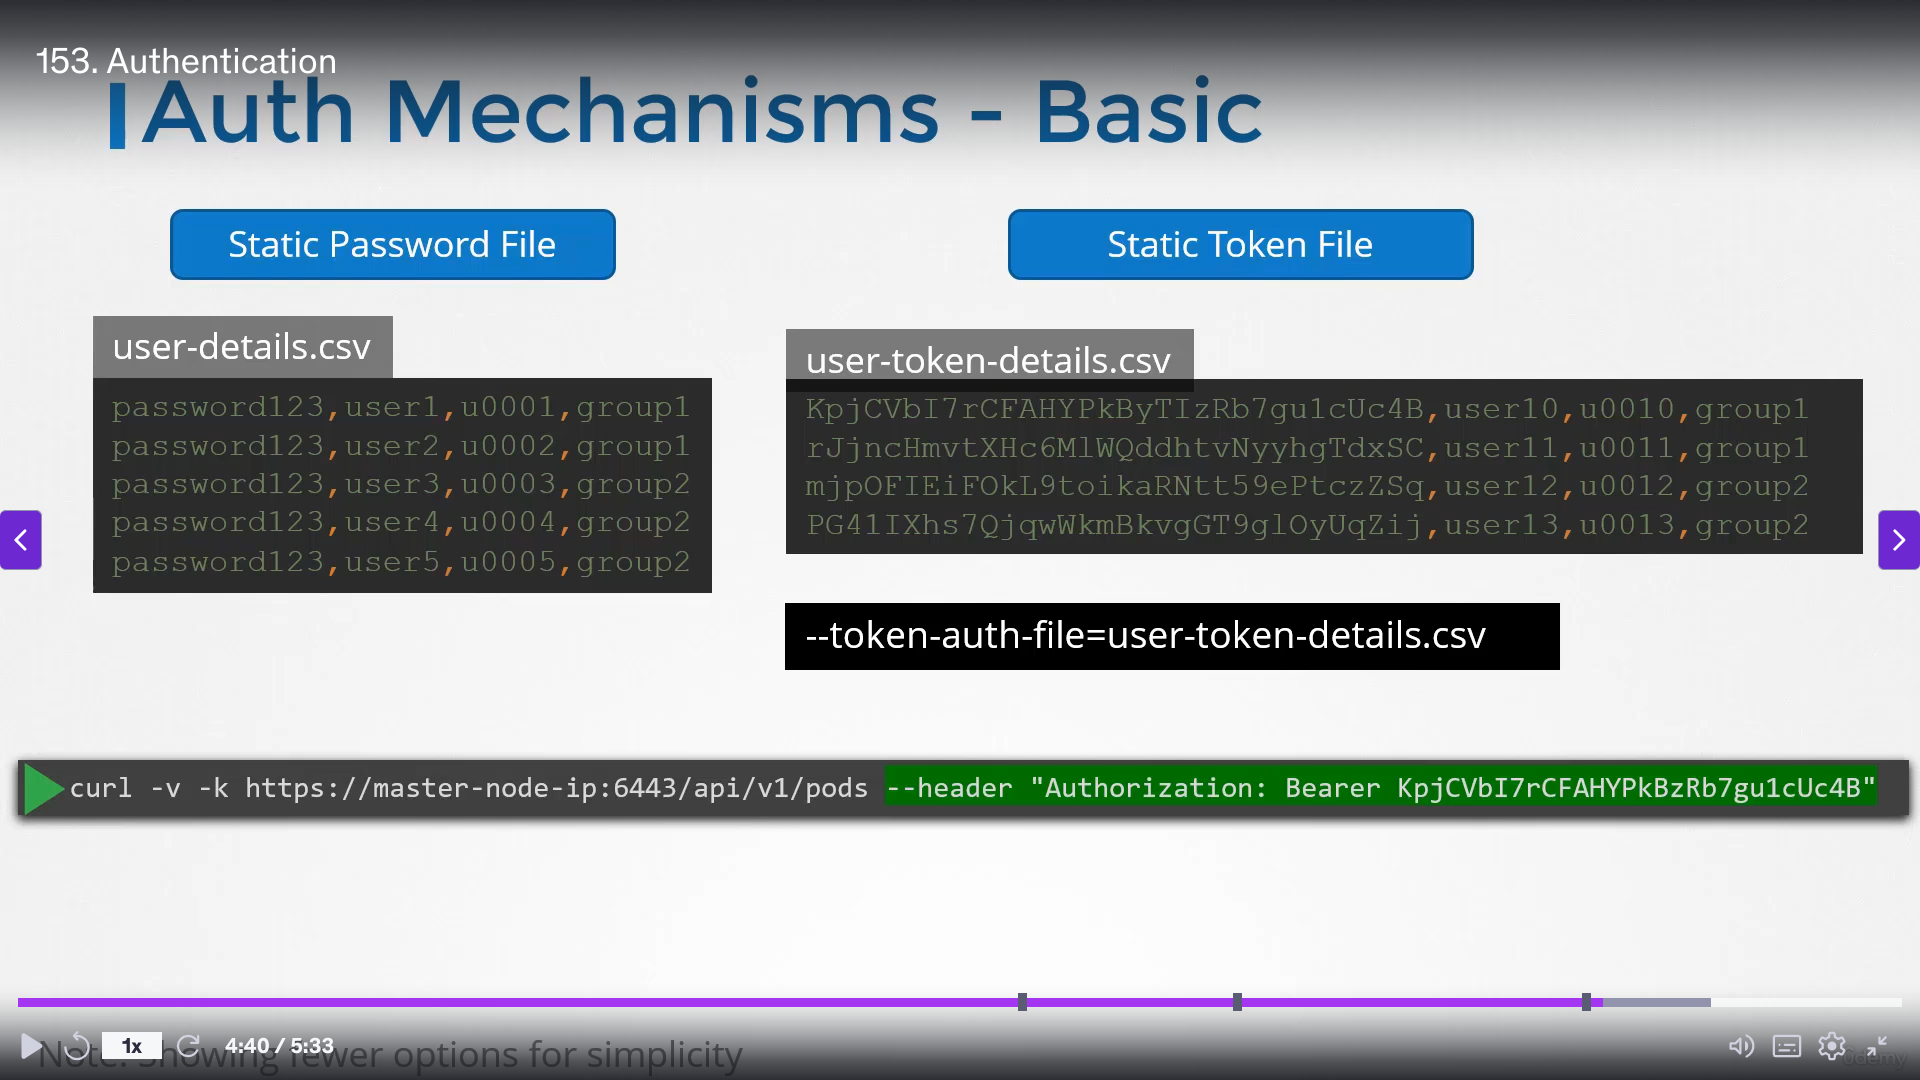 153. Authentication
Auth Mechanisms - Basic
Static Password File
Static Token File
user-details.csv
password123,user1,u0001,group1
password123,user2,u0002,group1
password123,user3,u0003,group2
password123,user4,u0004,group2
password123,user5,u0005,group2
user-token-details.csv
KpjCVbI7rCFAHYPkByTIzRb7gu1cUc4B,user10,u0010,group1
rJjncHmvtXHc6MlWQddhtvNyyhgTdxSC,user11,u0011,group1
mjpOFIEiFOkL9toikaRNtt59ePtczZSq,user12,u0012,group2
PG41IXhs7QjqwWkmBkvgGT9glOyUqZij,user13,u0013,group2
--token-auth-file=user-token-details.csv
curl -v -k https://master-node-ip:6443/api/v1/pods --header "Authorization: Bearer KpjCVbI7rCFAHYPkBzRb7gu1cUc4B"
1x
4:40 / 5:33
Note: Showing fewer options for simplicity
ûdemy